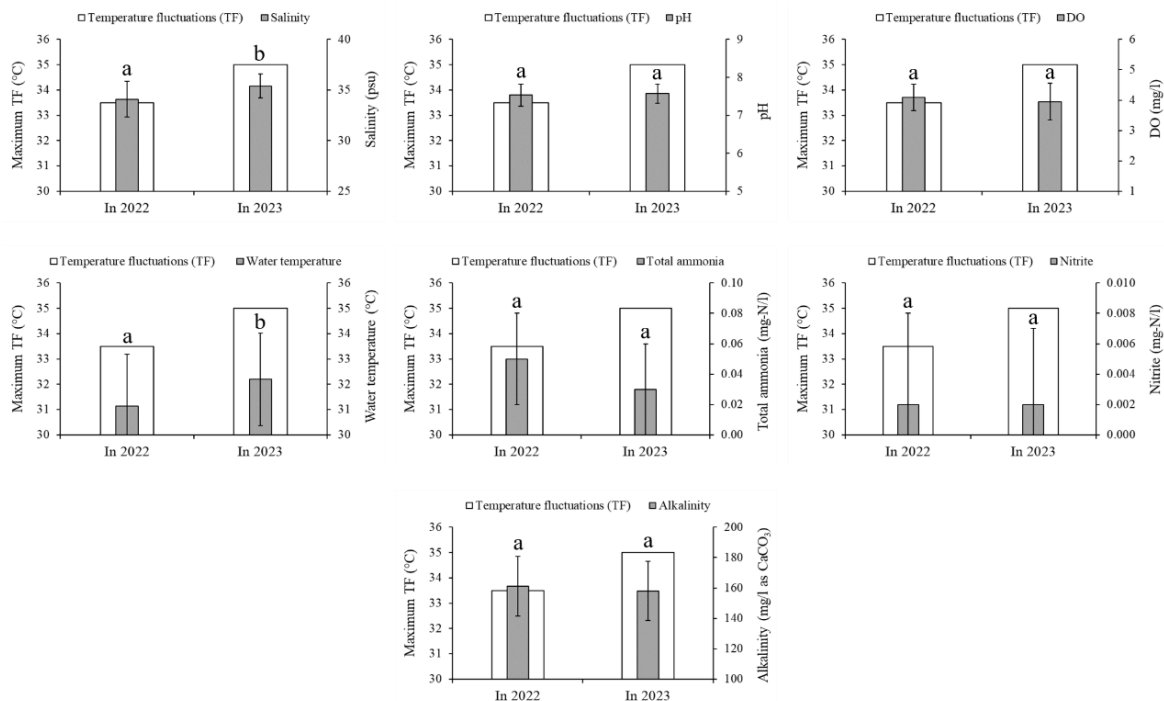 Temperature fluctuations (TF) Salinity
Maximum TF (°C)
36
35
34
33
32
31
30
a
b
40
35
30
25
Salinity (psu)
In 2022 In 2023
Temperature fluctuations (TF) pH
Maximum TF (°C)
36
35
34
33
32
31
30
a
a
9
8
7
6
5
pH
In 2022 In 2023
Temperature fluctuations (TF) DO
Maximum TF (°C)
36
35
34
33
32
31
30
a
a
6
5
4
3
2
1
DO (mg/l)
In 2022 In 2023
Temperature fluctuations (TF) Water temperature
Maximum TF (°C)
36
35
34
33
32
31
30
a
b
36
35
34
33
32
31
30
Water temperature (°C)
In 2022 In 2023
Temperature fluctuations (TF) Total ammonia
Maximum TF (°C)
36
35
34
33
32
31
30
a
a
0.10
0.08
0.06
0.04
0.02
0.00
Total ammonia (mg-N/l)
In 2022 In 2023
Temperature fluctuations (TF) Nitrite
Maximum TF (°C)
36
35
34
33
32
31
30
a
a
0.010
0.008
0.006
0.004
0.002
0.000
Nitrite (mg-N/l)
In 2022 In 2023
Temperature fluctuations (TF) Alkalinity
Maximum TF (°C)
36
35
34
33
32
31
30
a
a
200
180
160
140
120
100
Alkalinity (mg/l as CaCO₃)
In 2022 In 2023